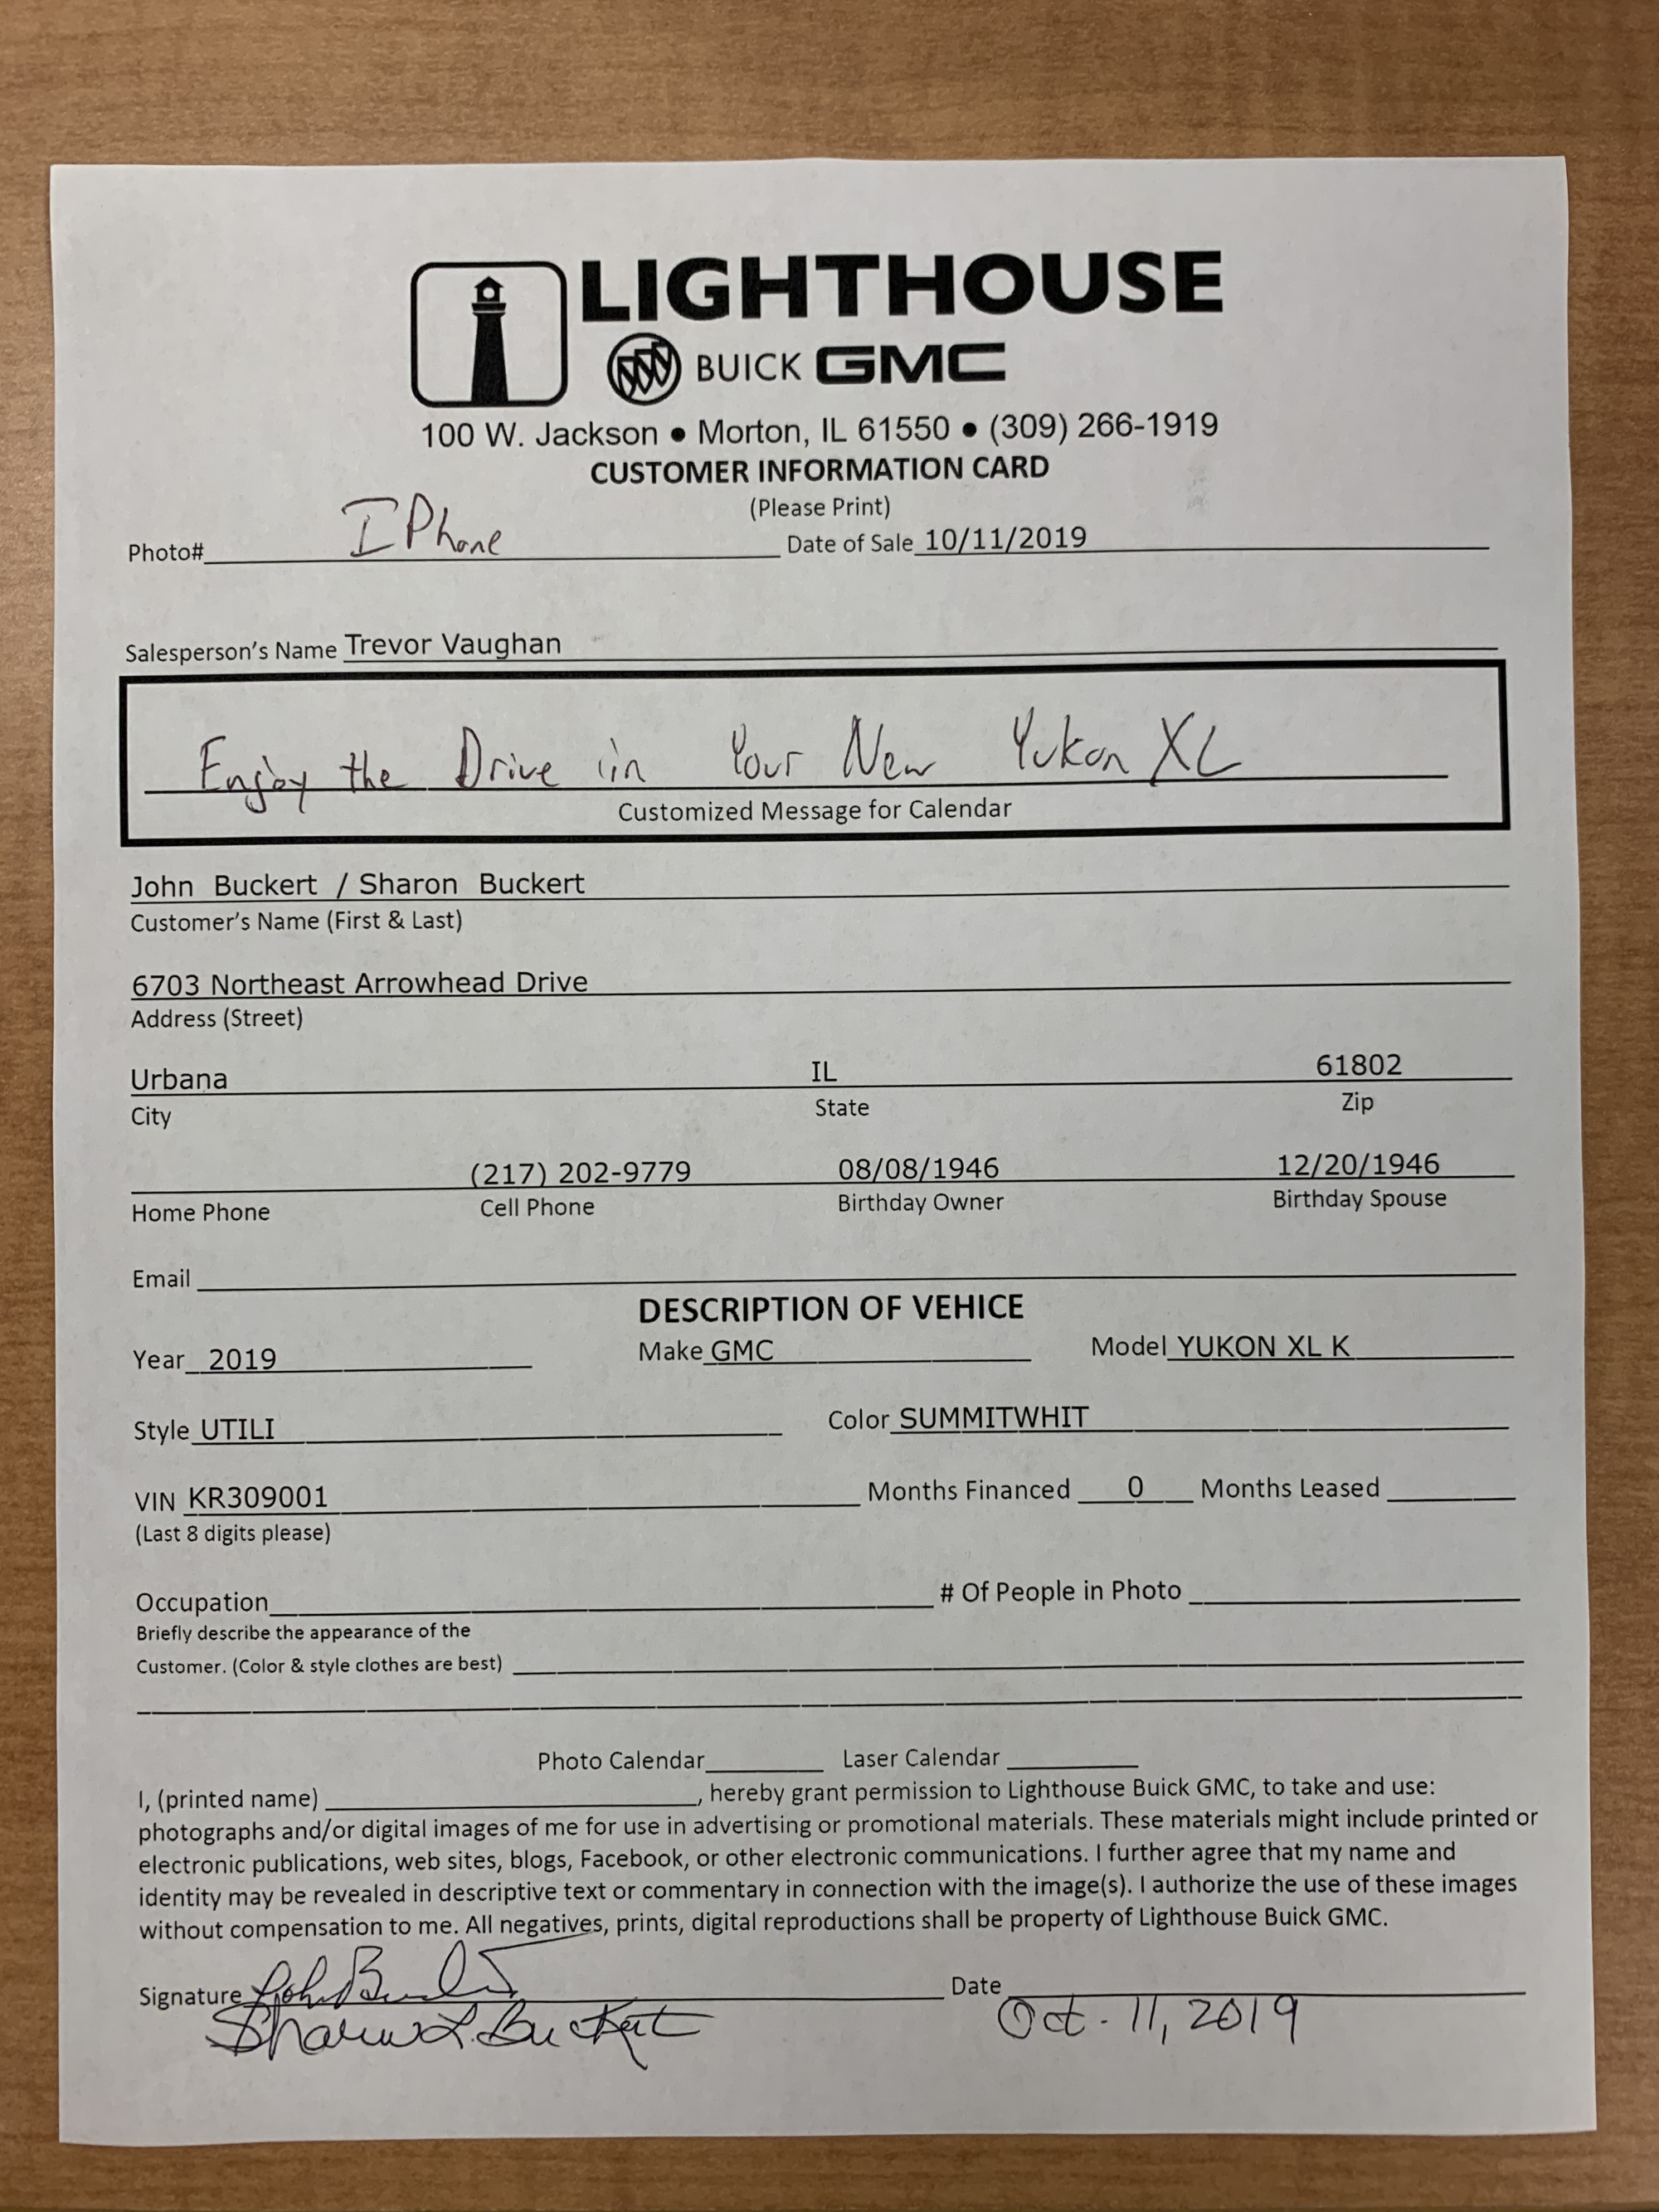 LIGHTHOUSE
BUICK GMC
100 W. Jackson • Morton, IL 61550 • (309) 266-1919
CUSTOMER INFORMATION CARD
(Please Print)
Photo# I Phone Date of Sale 10/11/2019
Salesperson's Name Trevor Vaughan
Enjoy the Drive in Your New Yukon XL
Customized Message for Calendar
John Buckert / Sharon Buckert
Customer's Name (First & Last)
6703 Northeast Arrowhead Drive
Address (Street)
Urbana IL 61802
City State Zip
(217) 202-9779 08/08/1946 12/20/1946
Home Phone Cell Phone Birthday Owner Birthday Spouse
Email
DESCRIPTION OF VEHICE
Year 2019 Make GMC Model YUKON XL K
Style UTILI Color SUMMITWHIT
VIN KR309001 Months Financed 0 Months Leased
(Last 8 digits please)
Occupation # Of People in Photo
Briefly describe the appearance of the
Customer. (Color & style clothes are best)
Photo Calendar Laser Calendar
I, (printed name) , hereby grant permission to Lighthouse Buick GMC, to take and use:
photographs and/or digital images of me for use in advertising or promotional materials. These materials might include printed or
electronic publications, web sites, blogs, Facebook, or other electronic communications. I further agree that my name and
identity may be revealed in descriptive text or commentary in connection with the image(s). I authorize the use of these images
without compensation to me. All negatives, prints, digital reproductions shall be property of Lighthouse Buick GMC.
Signature John Buckert Date
Sharon L. Buckert Oct. 11, 2019